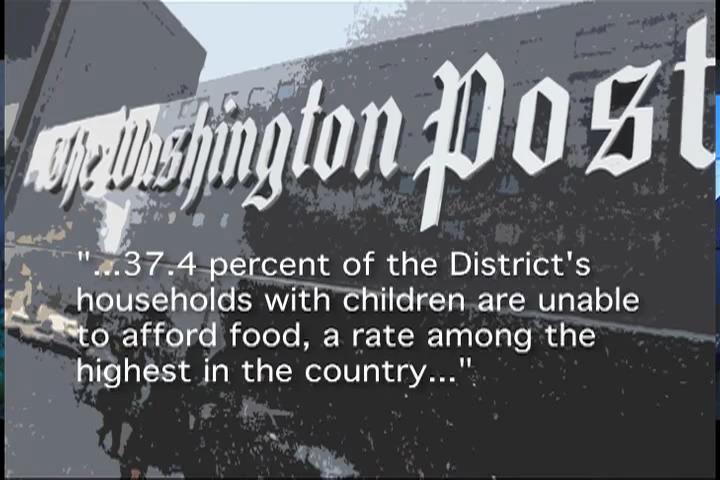 The Washington Post
"...37.4 percent of the District's
households with children are unable
to afford food, a rate among the
highest in the country..."